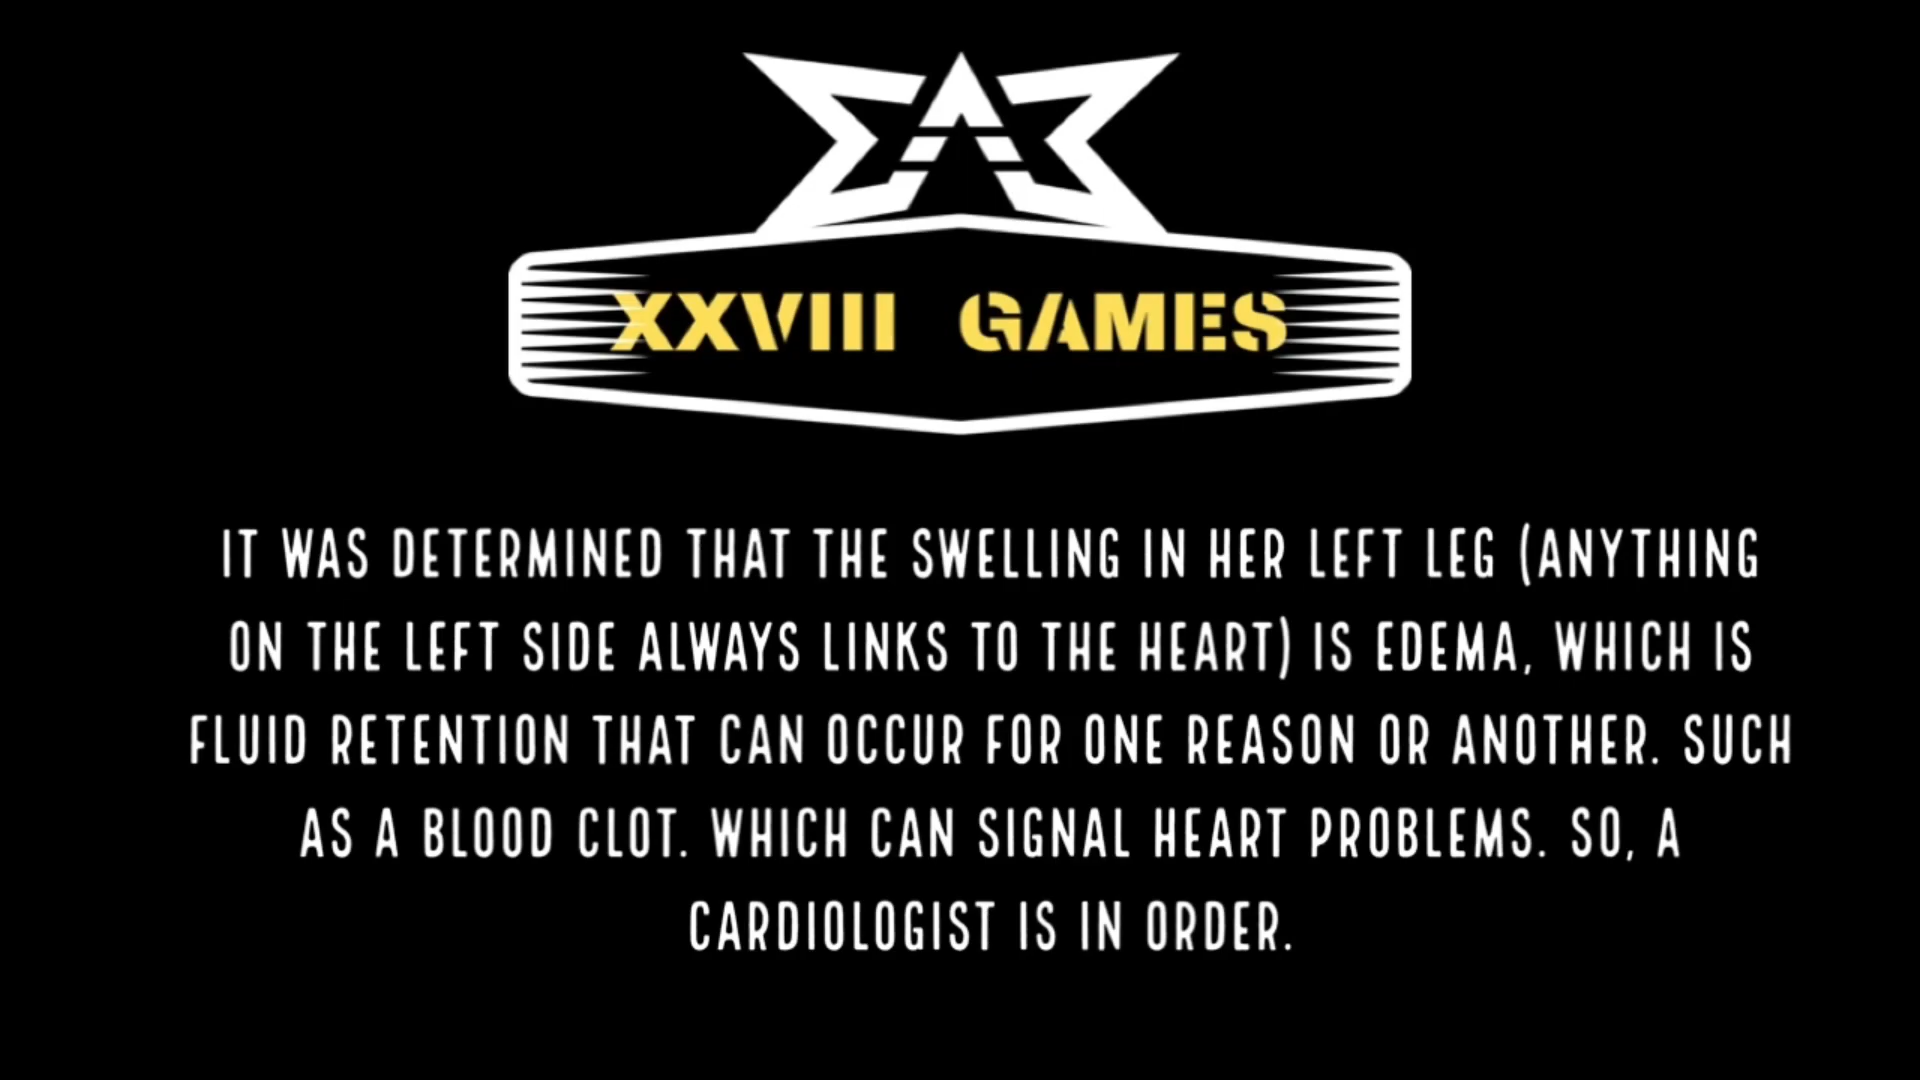 XXVIII GAMES
IT WAS DETERMINED THAT THE SWELLING IN HER LEFT LEG (ANYTHING
ON THE LEFT SIDE ALWAYS LINKS TO THE HEART) IS EDEMA, WHICH IS
FLUID RETENTION THAT CAN OCCUR FOR ONE REASON OR ANOTHER. SUCH
AS A BLOOD CLOT. WHICH CAN SIGNAL HEART PROBLEMS. SO, A
CARDIOLOGIST IS IN ORDER.